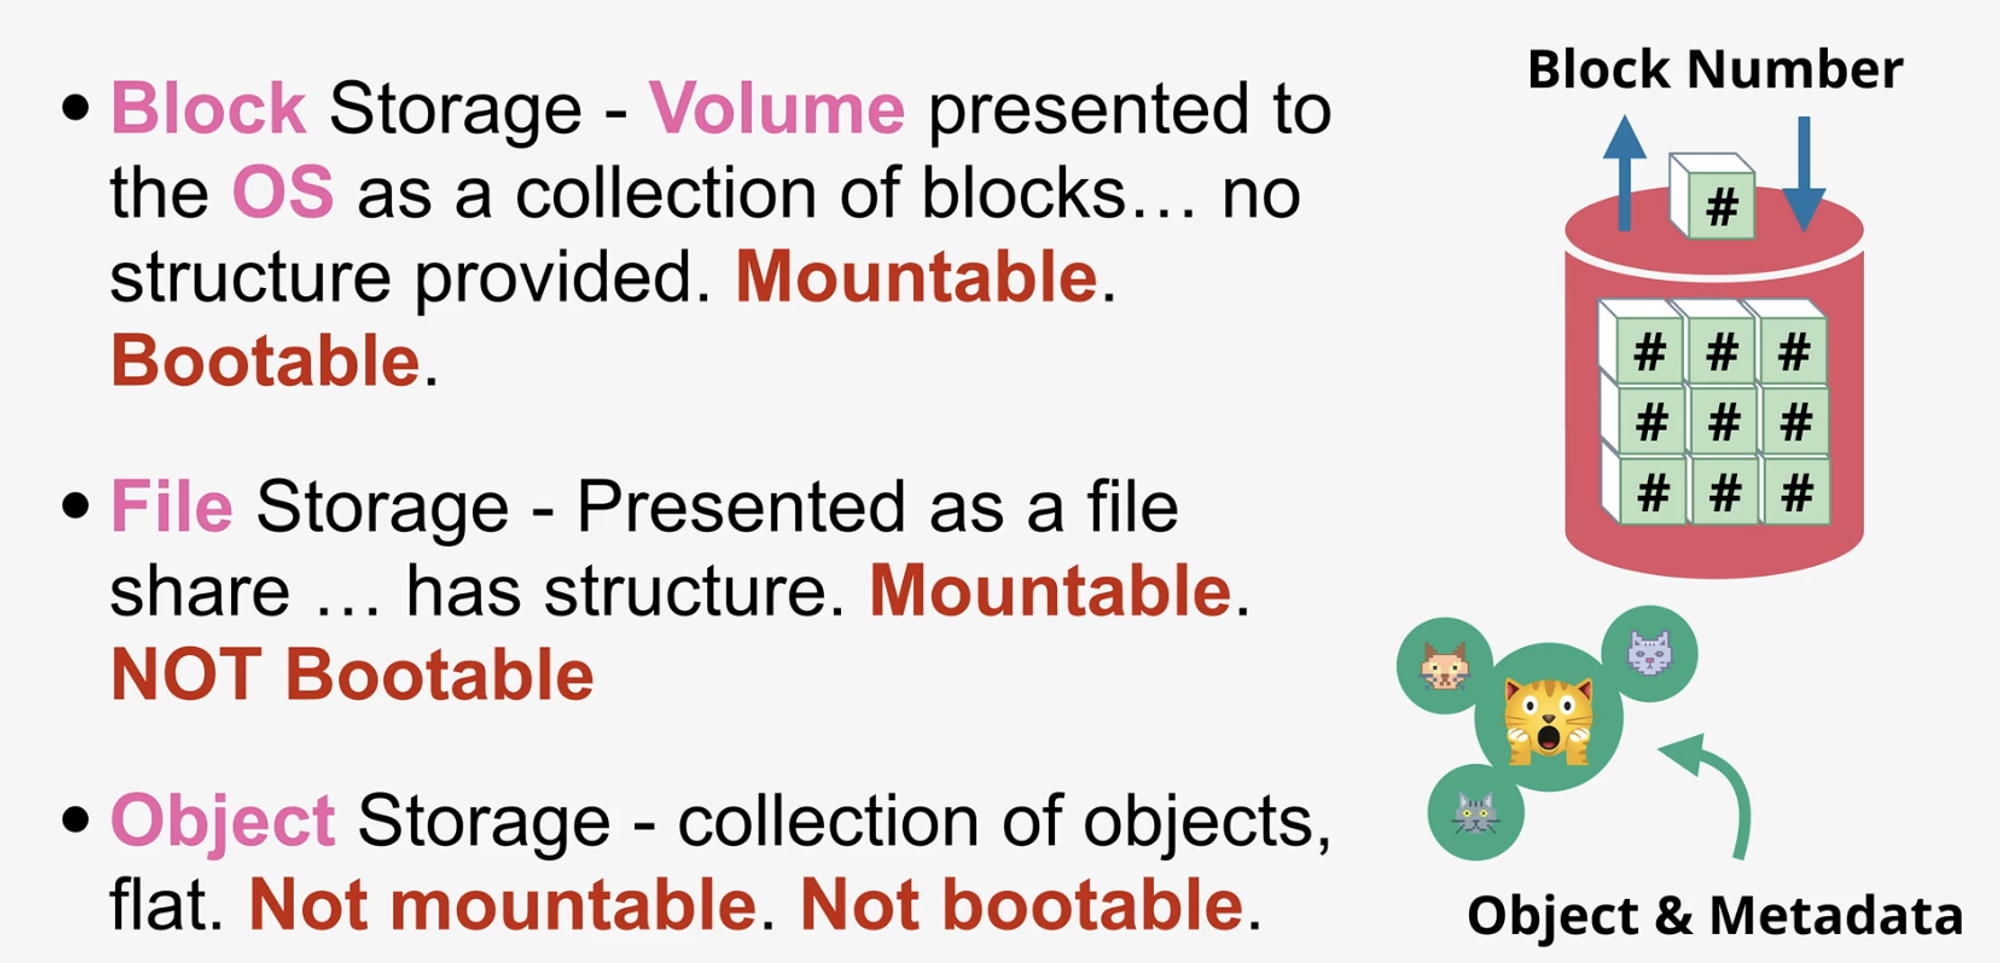 • Block Storage - Volume presented to
the OS as a collection of blocks… no
structure provided. Mountable.
Bootable.
• File Storage - Presented as a file
share … has structure. Mountable.
NOT Bootable
• Object Storage - collection of objects,
flat. Not mountable. Not bootable.
Block Number
#
# # #
# # #
# # #
Object & Metadata